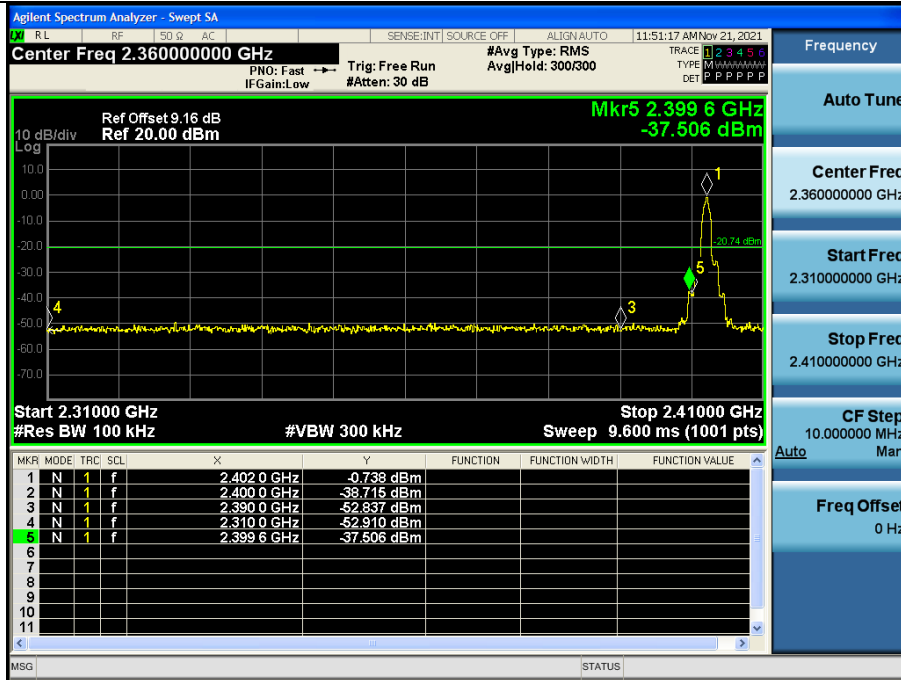 Agilent Spectrum Analyzer - Swept SA
LXI RL RF 50 Ω AC SENSE:INT SOURCE OFF ALIGN AUTO 11:51:17 AM Nov 21, 2021
Center Freq 2.360000000 GHz
PNO: Fast
IFGain:Low
Trig: Free Run
#Atten: 30 dB
#Avg Type: RMS
Avg|Hold: 300/300
TRACE 1 2 3 4 5 6
TYPE M W W W W W
DET P P P P P P
Mkr5 2.399 6 GHz
-37.506 dBm
Ref Offset 9.16 dB
10 dB/div Ref 20.00 dBm
Log
10.0
0.00
-10.0
-20.0
-30.0
-40.0
-50.0
-60.0
-70.0
1
-20.74 dBm
5
4
3
Start 2.31000 GHz Stop 2.41000 GHz
#Res BW 100 kHz #VBW 300 kHz Sweep 9.600 ms (1001 pts)
MKR MODE TRC SCL X Y FUNCTION FUNCTION WIDTH FUNCTION VALUE
1 N 1 f 2.402 0 GHz -0.738 dBm
2 N 1 f 2.400 0 GHz -38.715 dBm
3 N 1 f 2.390 0 GHz -52.837 dBm
4 N 1 f 2.310 0 GHz -52.910 dBm
5 N 1 f 2.399 6 GHz -37.506 dBm
6
7
8
9
10
11
MSG STATUS
Frequency
Auto Tune
Center Freq
2.360000000 GHz
Start Freq
2.310000000 GHz
Stop Freq
2.410000000 GHz
CF Step
10.000000 MHz
Auto Man
Freq Offset
0 Hz